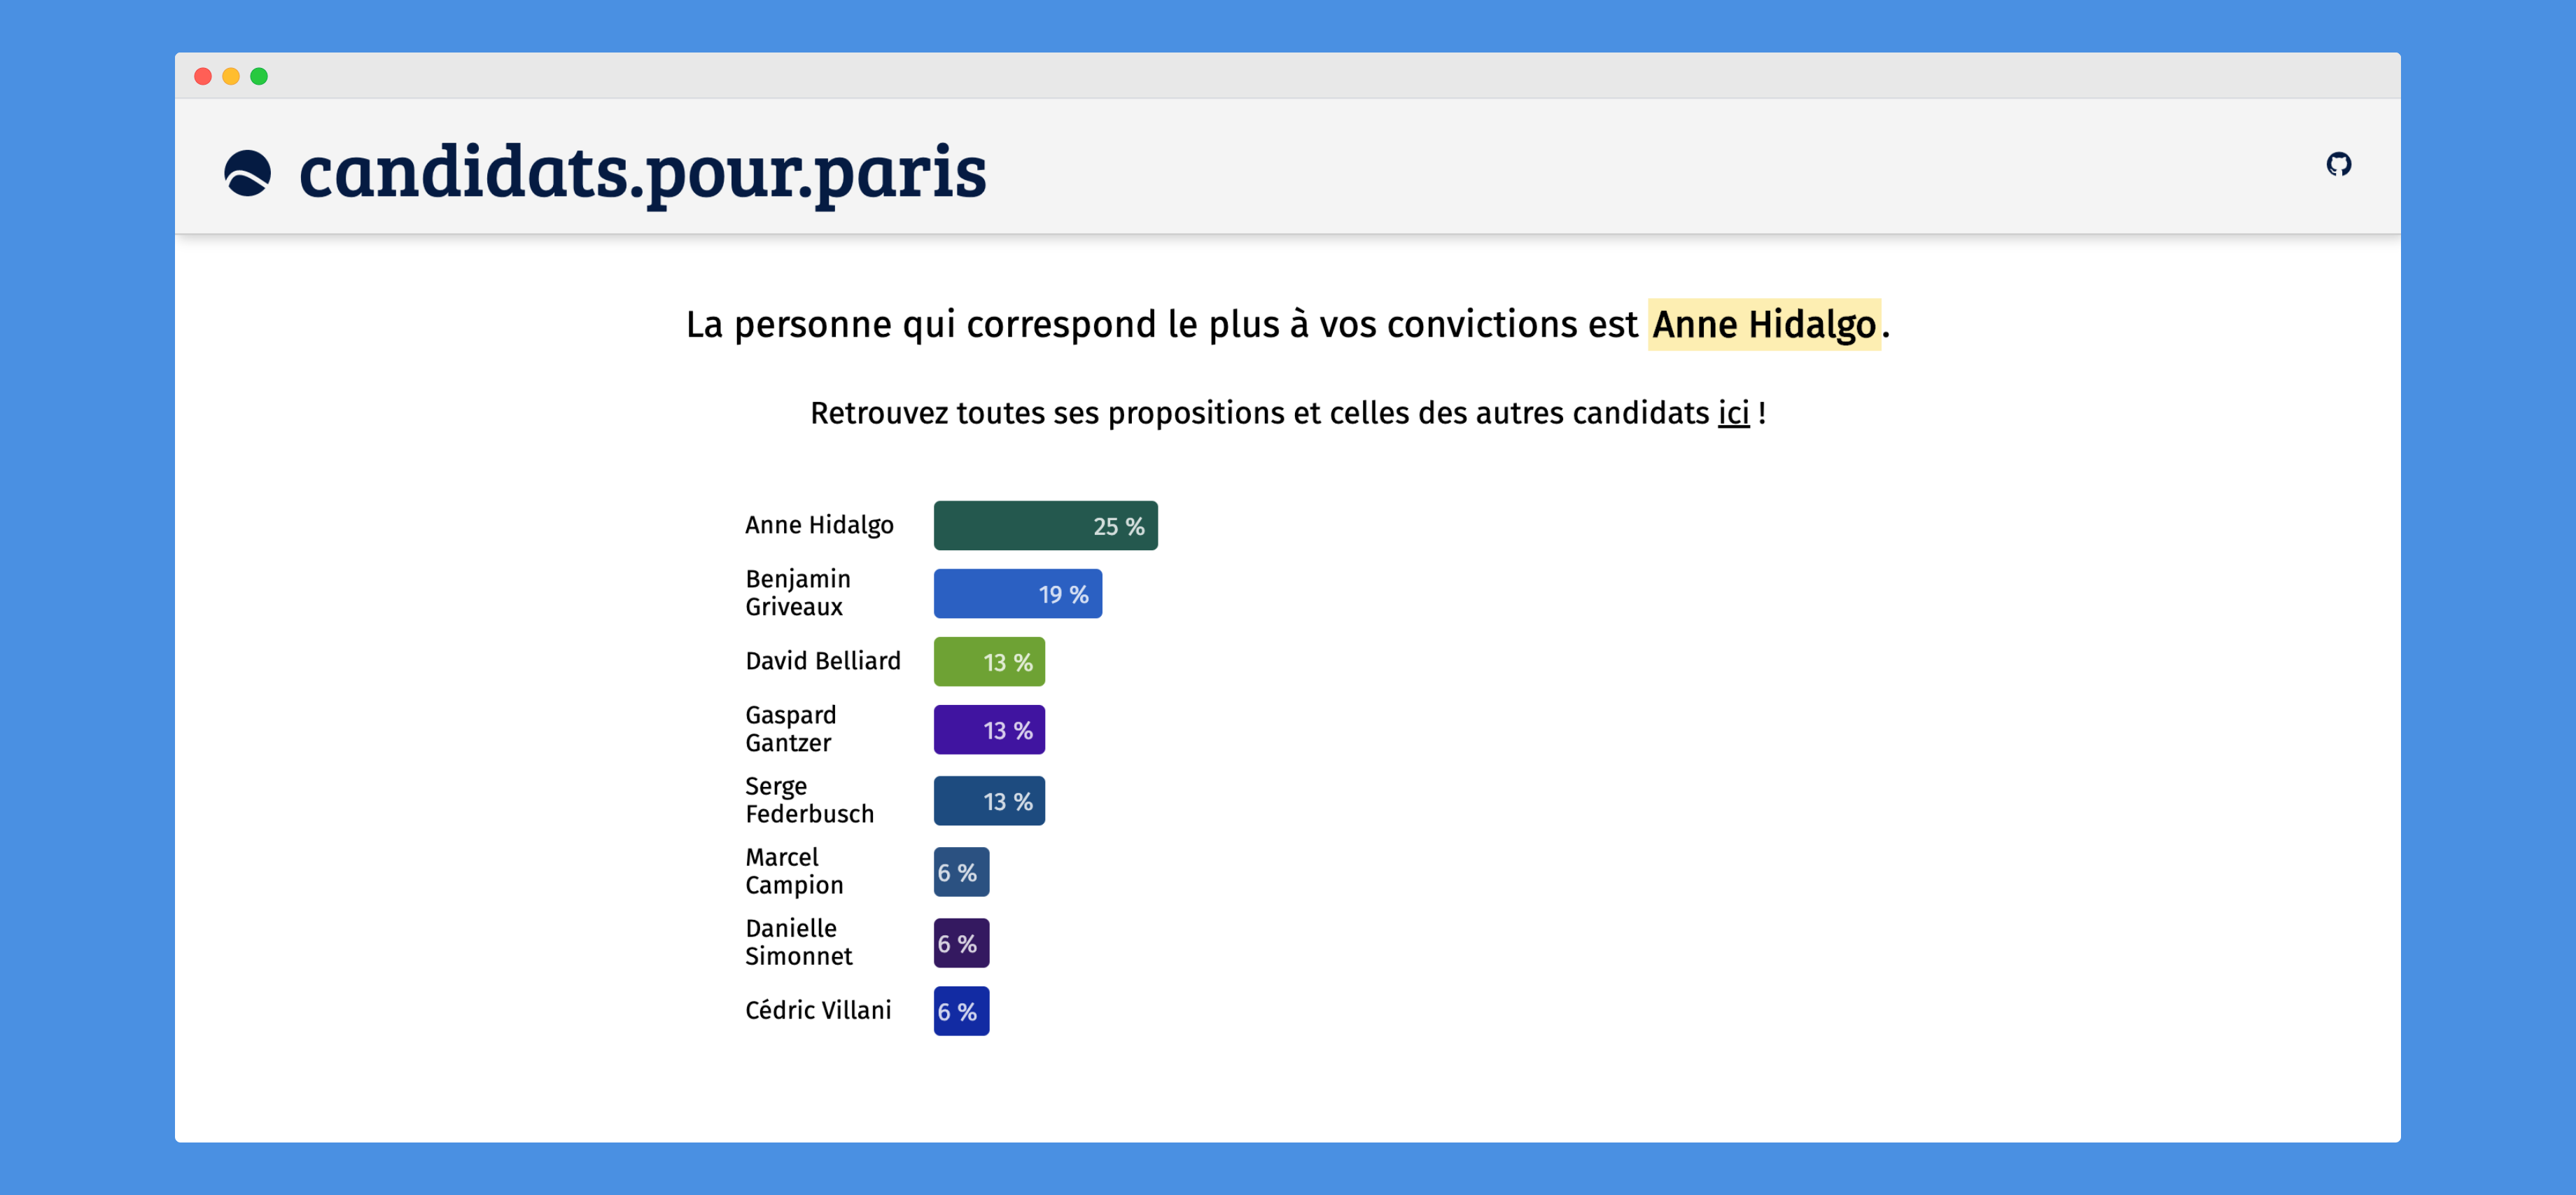 candidats.pour.paris
La personne qui correspond le plus à vos convictions est Anne Hidalgo.
Retrouvez toutes ses propositions et celles des autres candidats ici !
Anne Hidalgo
25 %
Benjamin
Griveaux
19 %
David Belliard
13 %
Gaspard
Gantzer
13 %
Serge
Federbusch
13 %
Marcel
Campion
6 %
Danielle
Simonnet
6 %
Cédric Villani
6 %